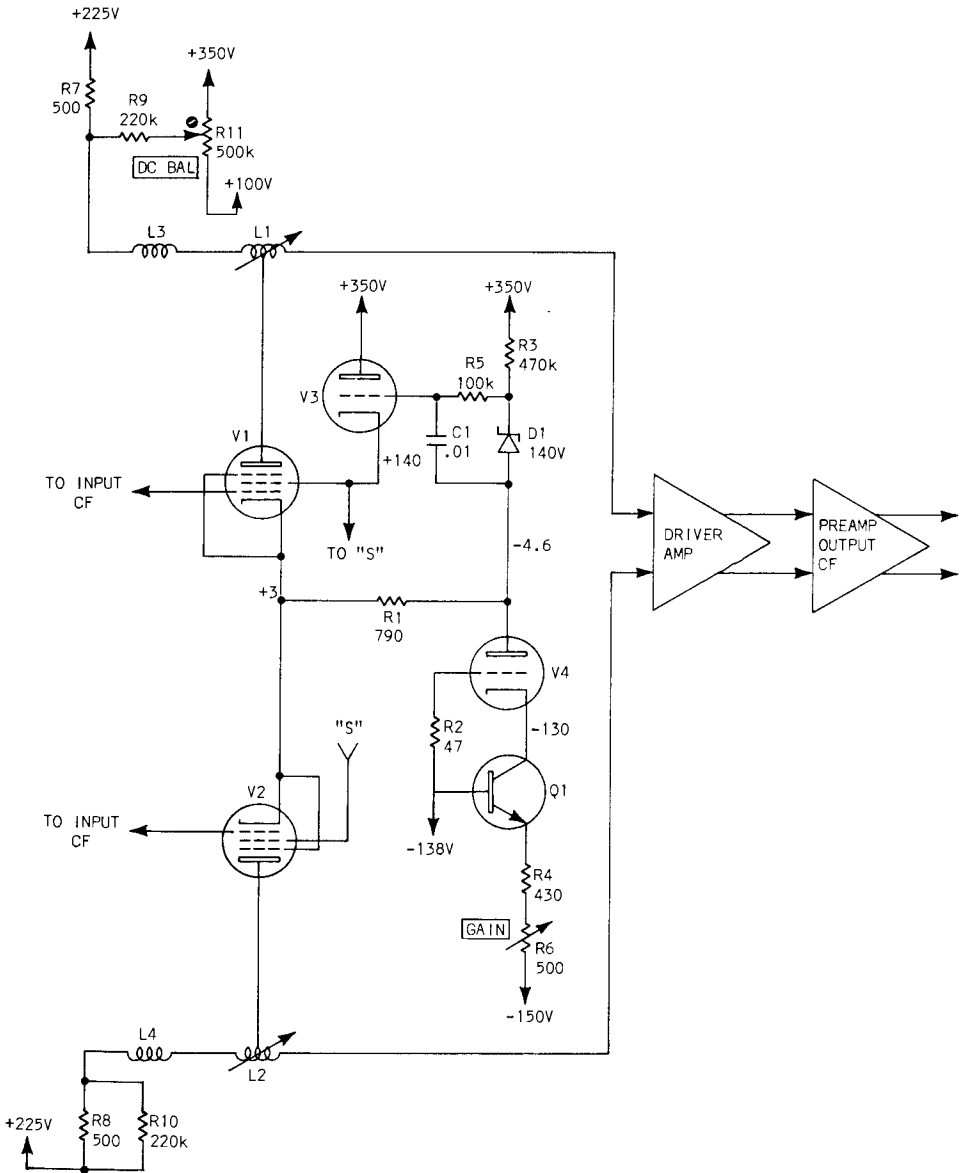 +225V
+350V
R7
500
R9
220k
R11
500k
DC BAL
+100V
L3
L1
+350V
+350V
R3
470k
R5
100k
V3
C1
.01
D1
140V
V1
+140
TO INPUT
CF
TO "S"
DRIVER
AMP
PREAMP
OUTPUT
CF
-4.6
+3
R1
790
V4
"S"
R2
47
-130
Q1
V2
TO INPUT
CF
-138V
R4
430
GAIN
R6
500
-150V
L4
L2
+225V
R8
500
R10
220k